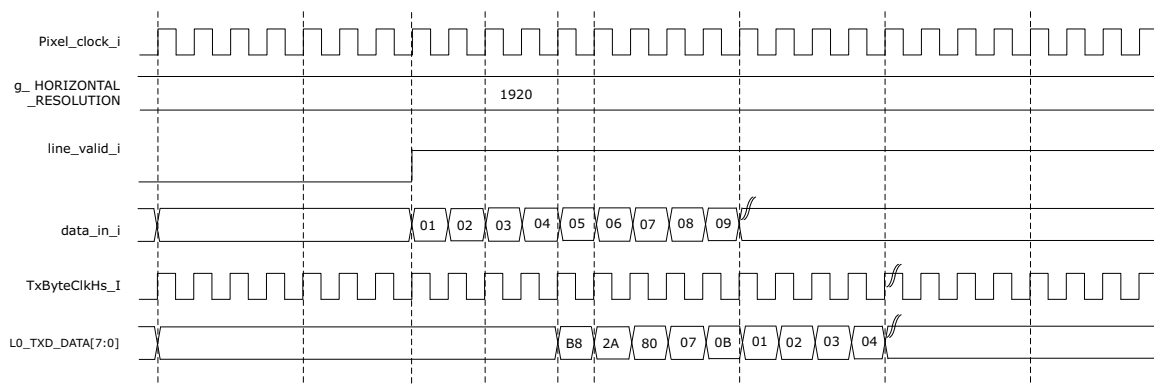 Pixel_clock_i
g_ HORIZONTAL
_RESOLUTION
1920
line_valid_i
data_in_i
01 02 03 04 05 06 07 08 09
TxByteClkHs_I
L0_TXD_DATA[7:0]
B8 2A 80 07 0B 01 02 03 04